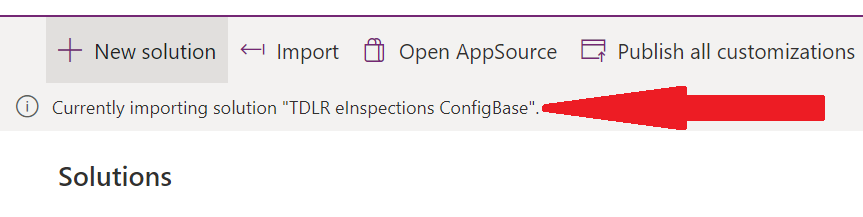 New solution Import Open AppSource Publish all customizations
Currently importing solution "TDLR eInspections ConfigBase".
Solutions